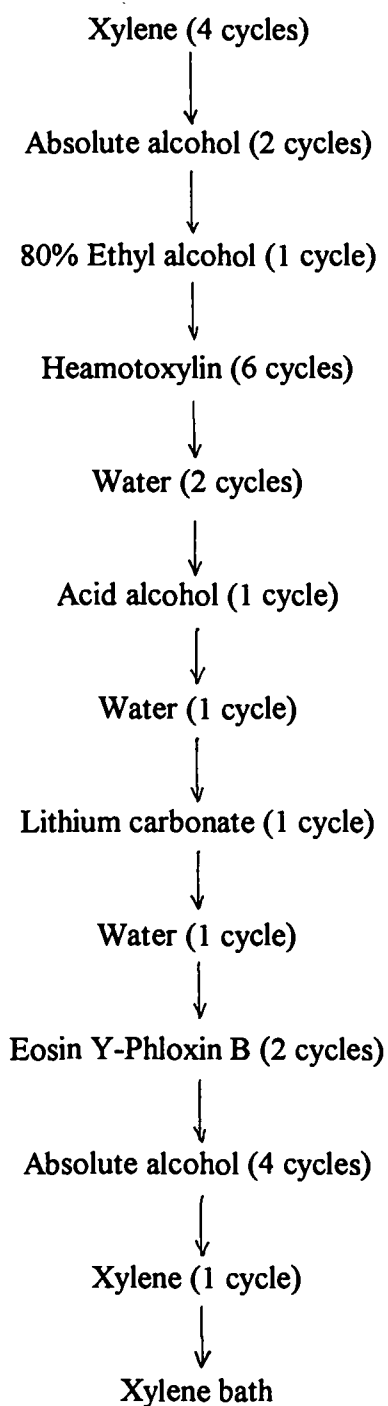 Xylene (4 cycles)
Absolute alcohol (2 cycles)
80% Ethyl alcohol (1 cycle)
Heamotoxylin (6 cycles)
Water (2 cycles)
Acid alcohol (1 cycle)
Water (1 cycle)
Lithium carbonate (1 cycle)
Water (1 cycle)
Eosin Y-Phloxin B (2 cycles)
Absolute alcohol (4 cycles)
Xylene (1 cycle)
Xylene bath